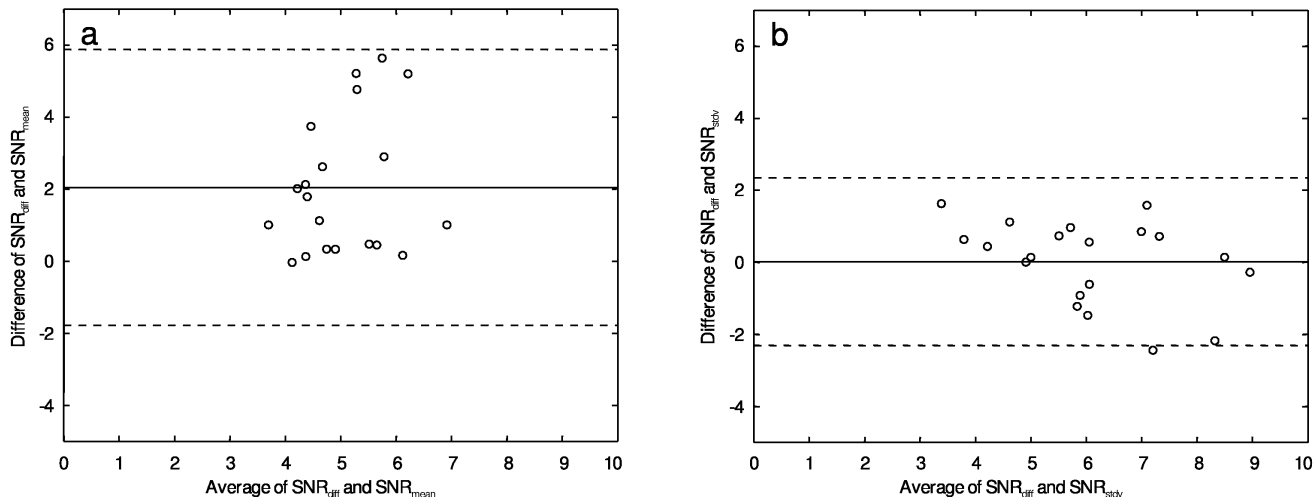 a
6
4
2
0
-2
-4
Difference of SNRdiff and SNRmean
0 1 2 3 4 5 6 7 8 9 10
Average of SNRdiff and SNRmean
b
6
4
2
0
-2
-4
Difference of SNRdiff and SNRstdv
0 1 2 3 4 5 6 7 8 9 10
Average of SNRdiff and SNRstdv